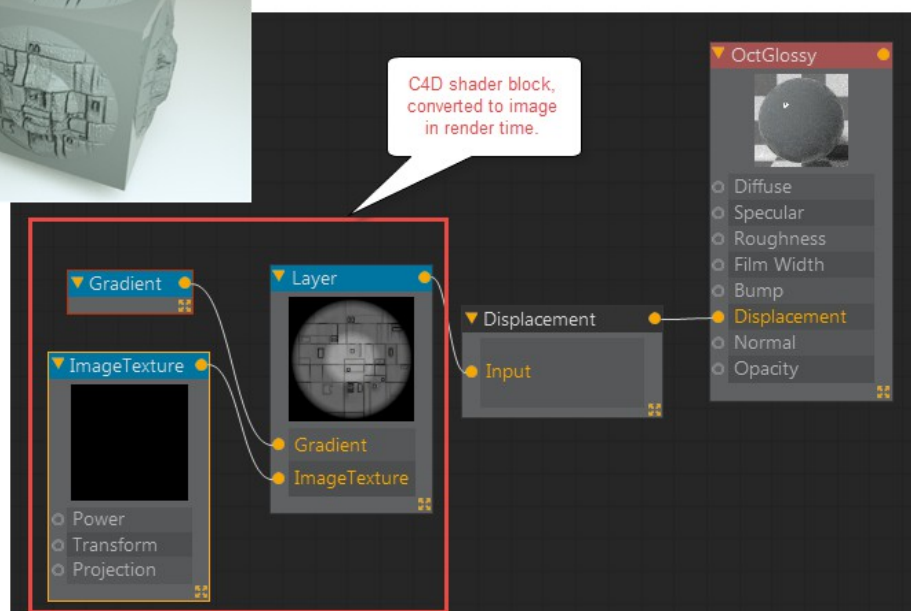 C4D shader block,
converted to image
in render time.
OctGlossy
Diffuse
Specular
Roughness
Film Width
Bump
Displacement
Normal
Opacity
Gradient
Layer
Gradient
ImageTexture
ImageTexture
Power
Transform
Projection
Displacement
Input